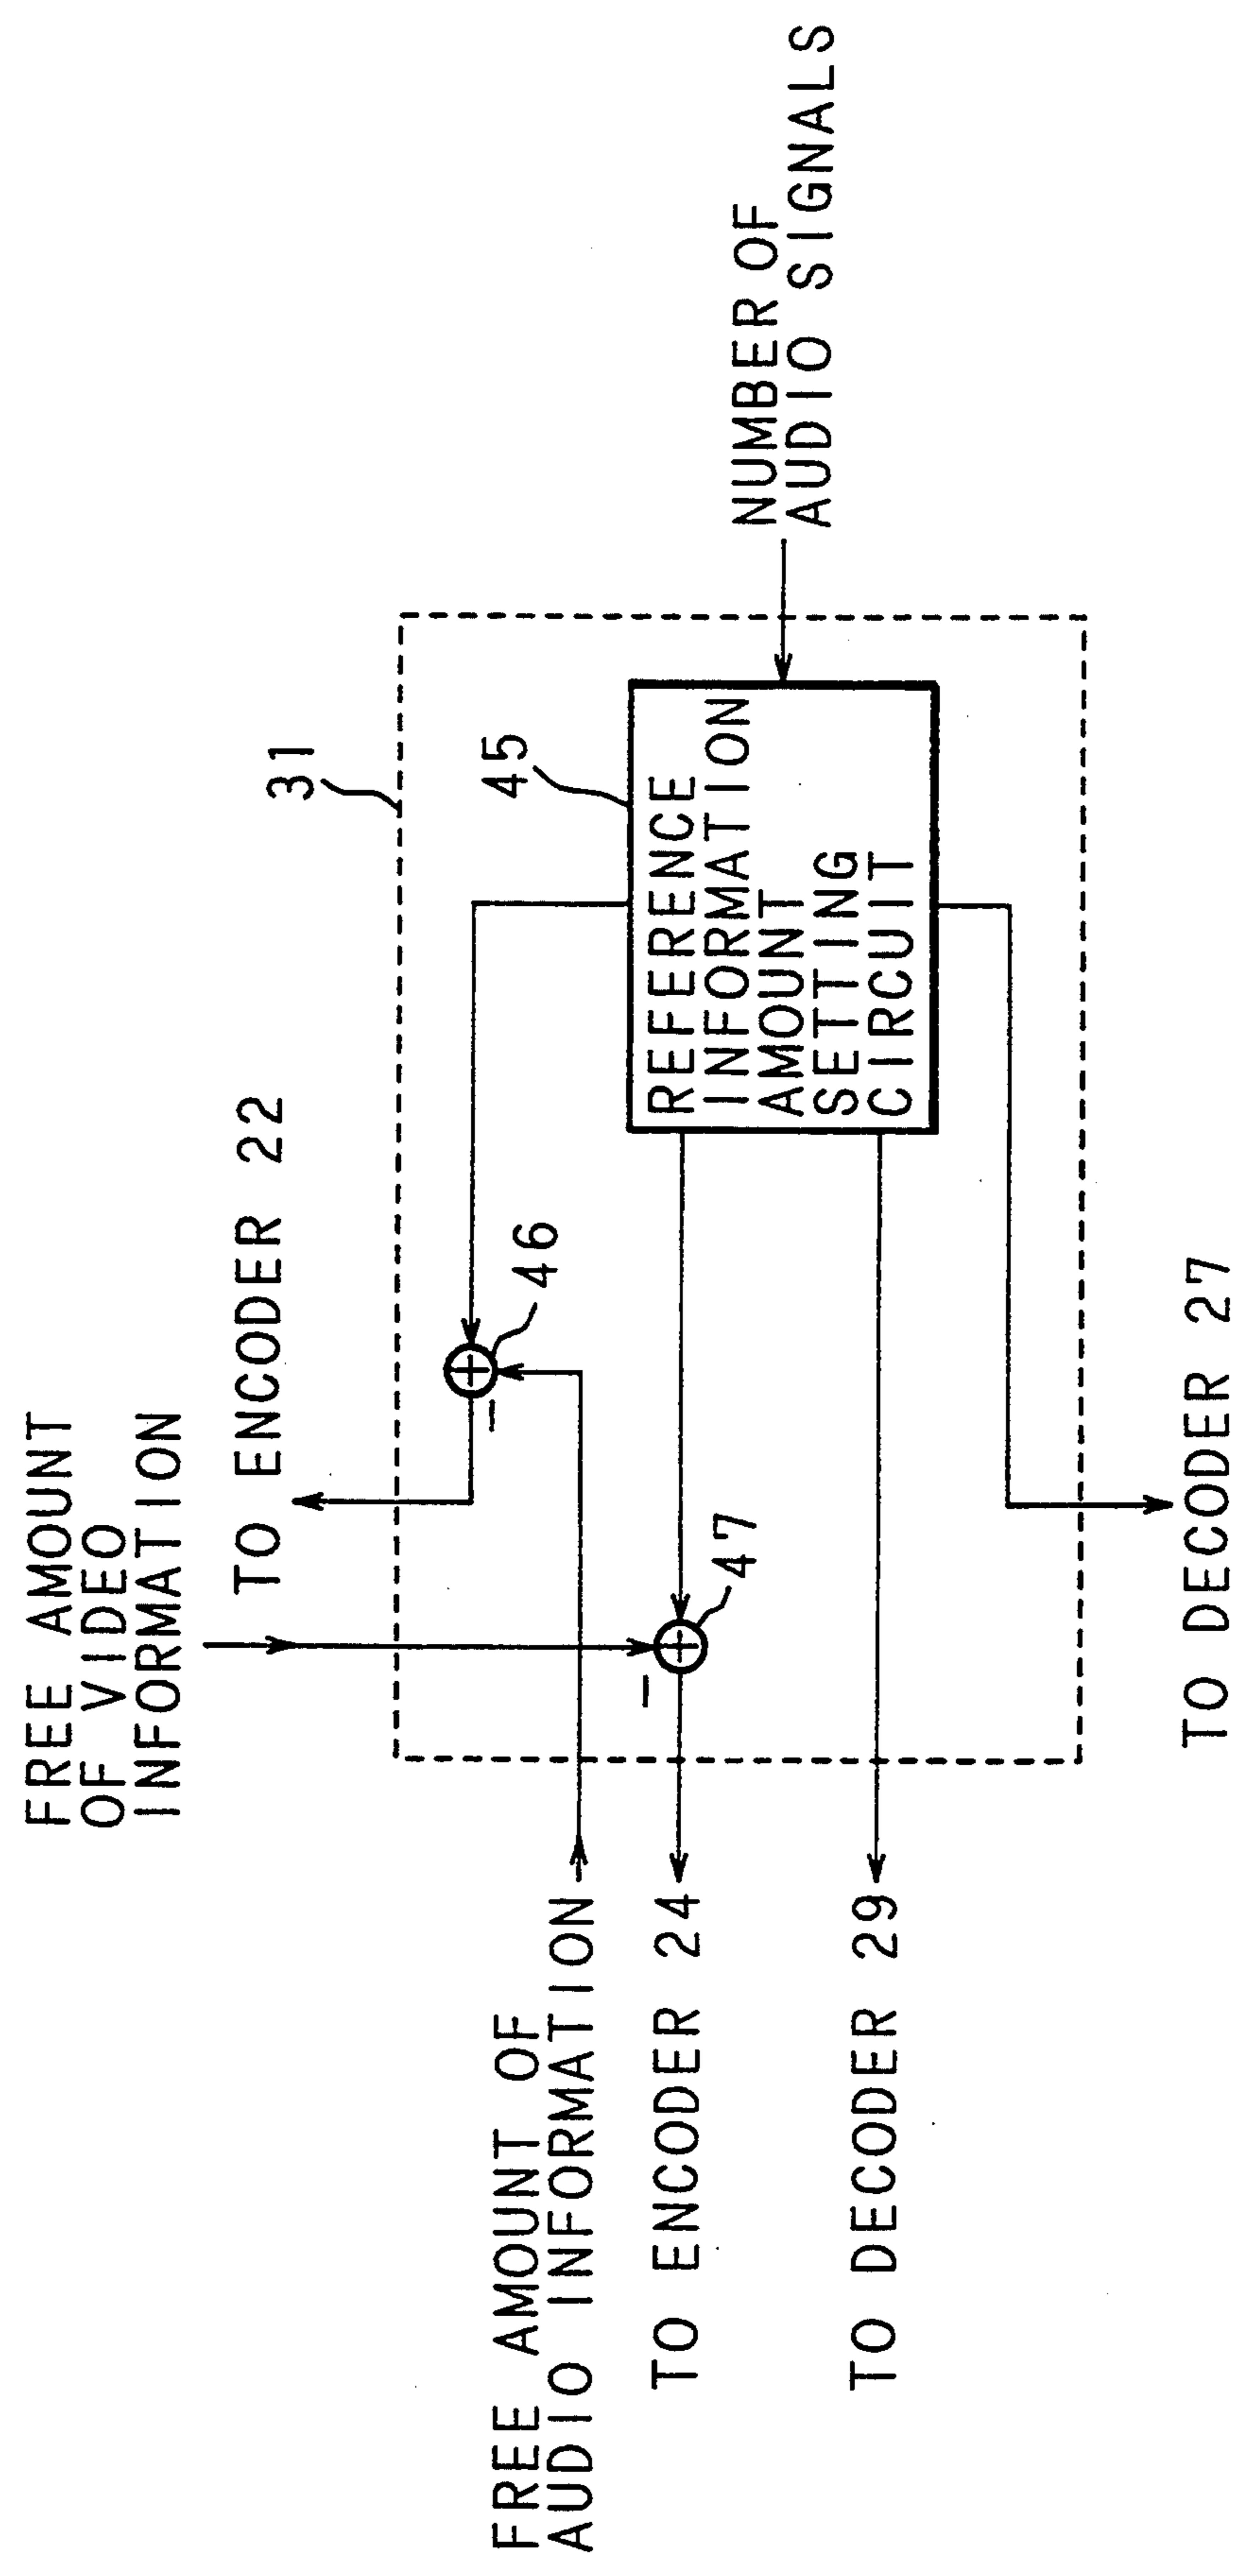 FREE AMOUNT
OF VIDEO
INFORMATION
TO ENCODER 22
31
45
46
47
FREE AMOUNT OF
AUDIO INFORMATION
TO ENCODER 24
TO DECODER 29
REFERENCE
INFORMATION
AMOUNT
SETTING
CIRCUIT
NUMBER OF
AUDIO SIGNALS
TO DECODER 27